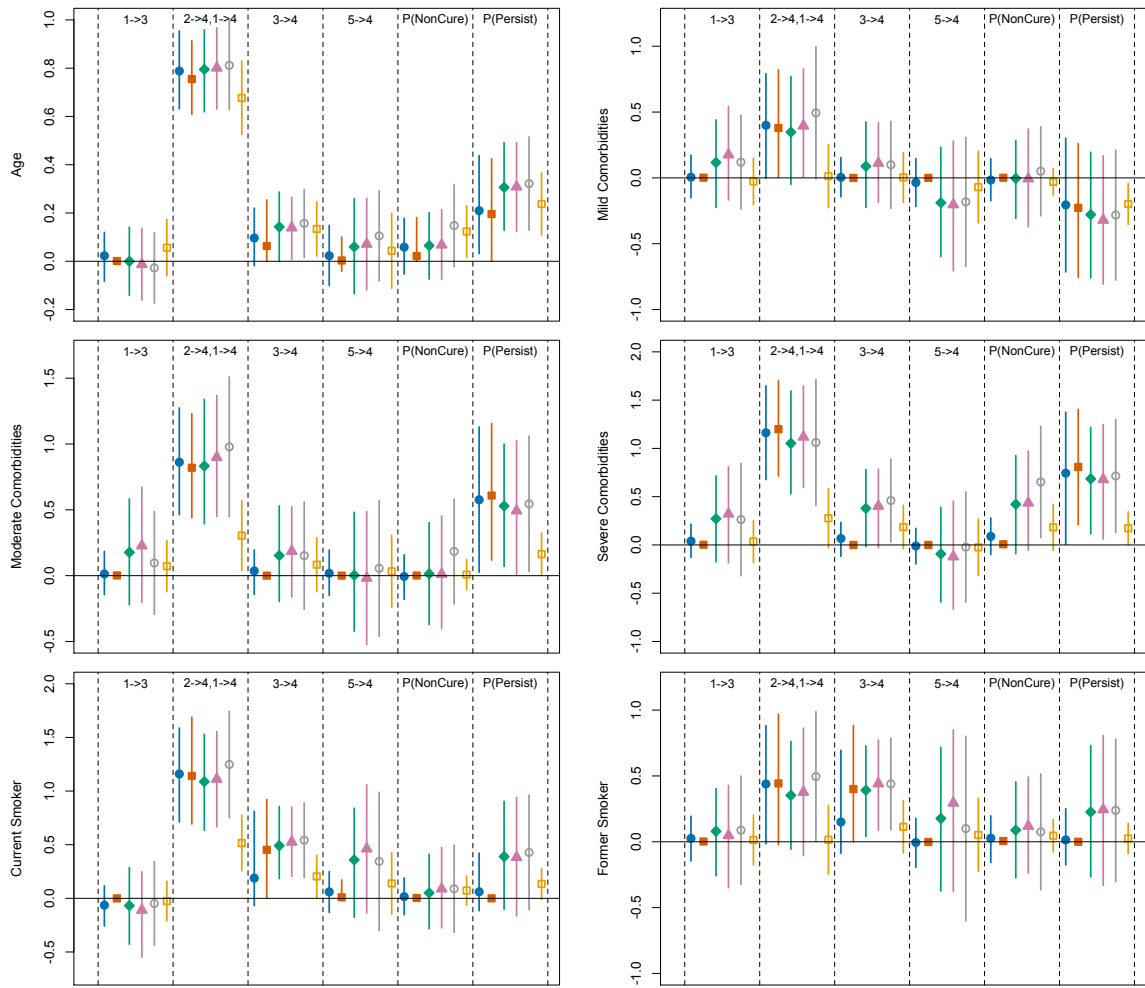 1->3 2->4,1->4 3->4 5->4 P(NonCure) P(Persist)
Age
-0.2 0.0 0.2 0.4 0.6 0.8
1->3 2->4,1->4 3->4 5->4 P(NonCure) P(Persist)
Mild Comorbidities
-1.0 -0.5 0.0 0.5 1.0
1->3 2->4,1->4 3->4 5->4 P(NonCure) P(Persist)
Moderate Comorbidities
-0.5 0.0 0.5 1.0 1.5
1->3 2->4,1->4 3->4 5->4 P(NonCure) P(Persist)
Severe Comorbidities
-1.0 -0.5 0.0 0.5 1.0 1.5 2.0
1->3 2->4,1->4 3->4 5->4 P(NonCure) P(Persist)
Current Smoker
-0.5 0.0 0.5 1.0 1.5 2.0
1->3 2->4,1->4 3->4 5->4 P(NonCure) P(Persist)
Former Smoker
-1.0 -0.5 0.0 0.5 1.0